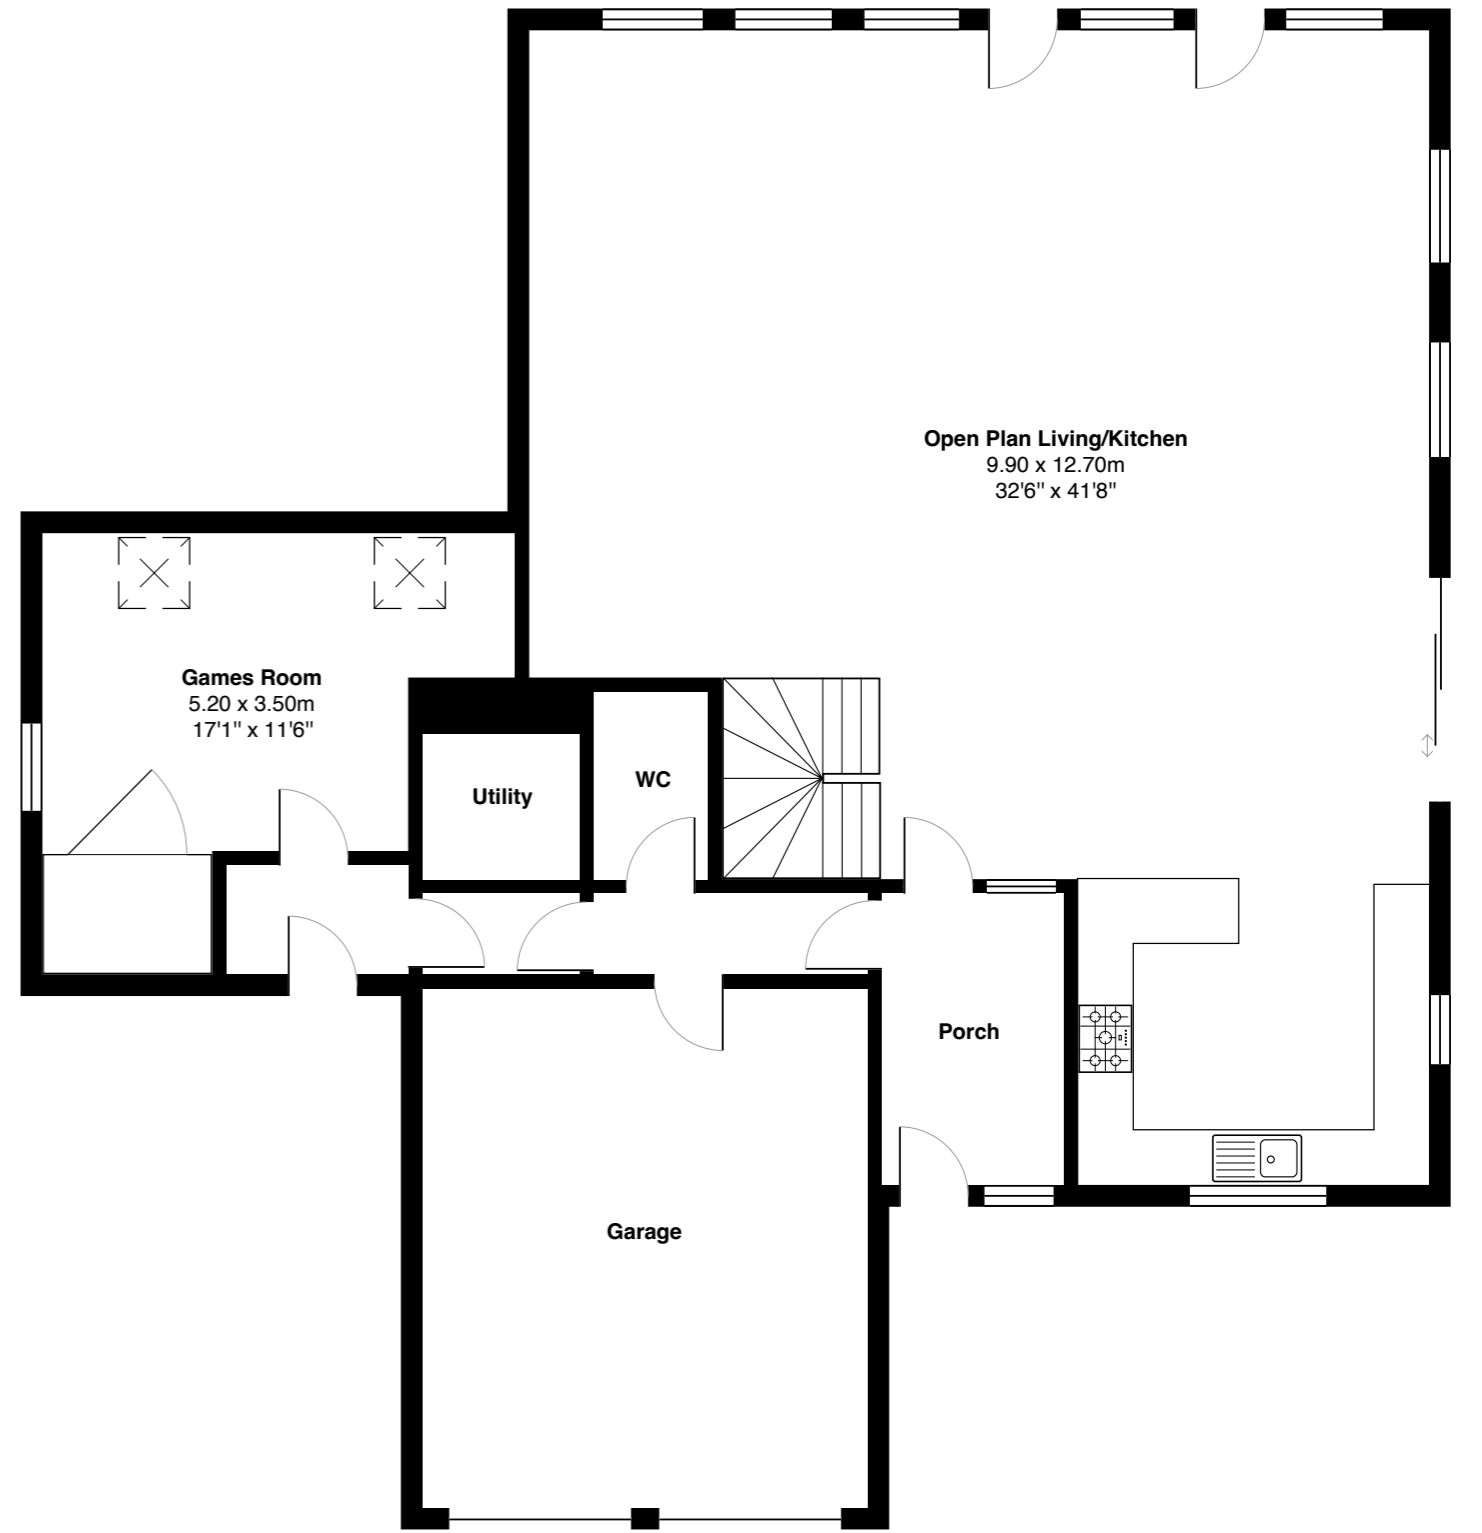 Open Plan Living/Kitchen
9.90 x 12.70m
32'6" x 41'8"
Games Room
5.20 x 3.50m
17'1" x 11'6"
Utility
WC
Porch
Garage